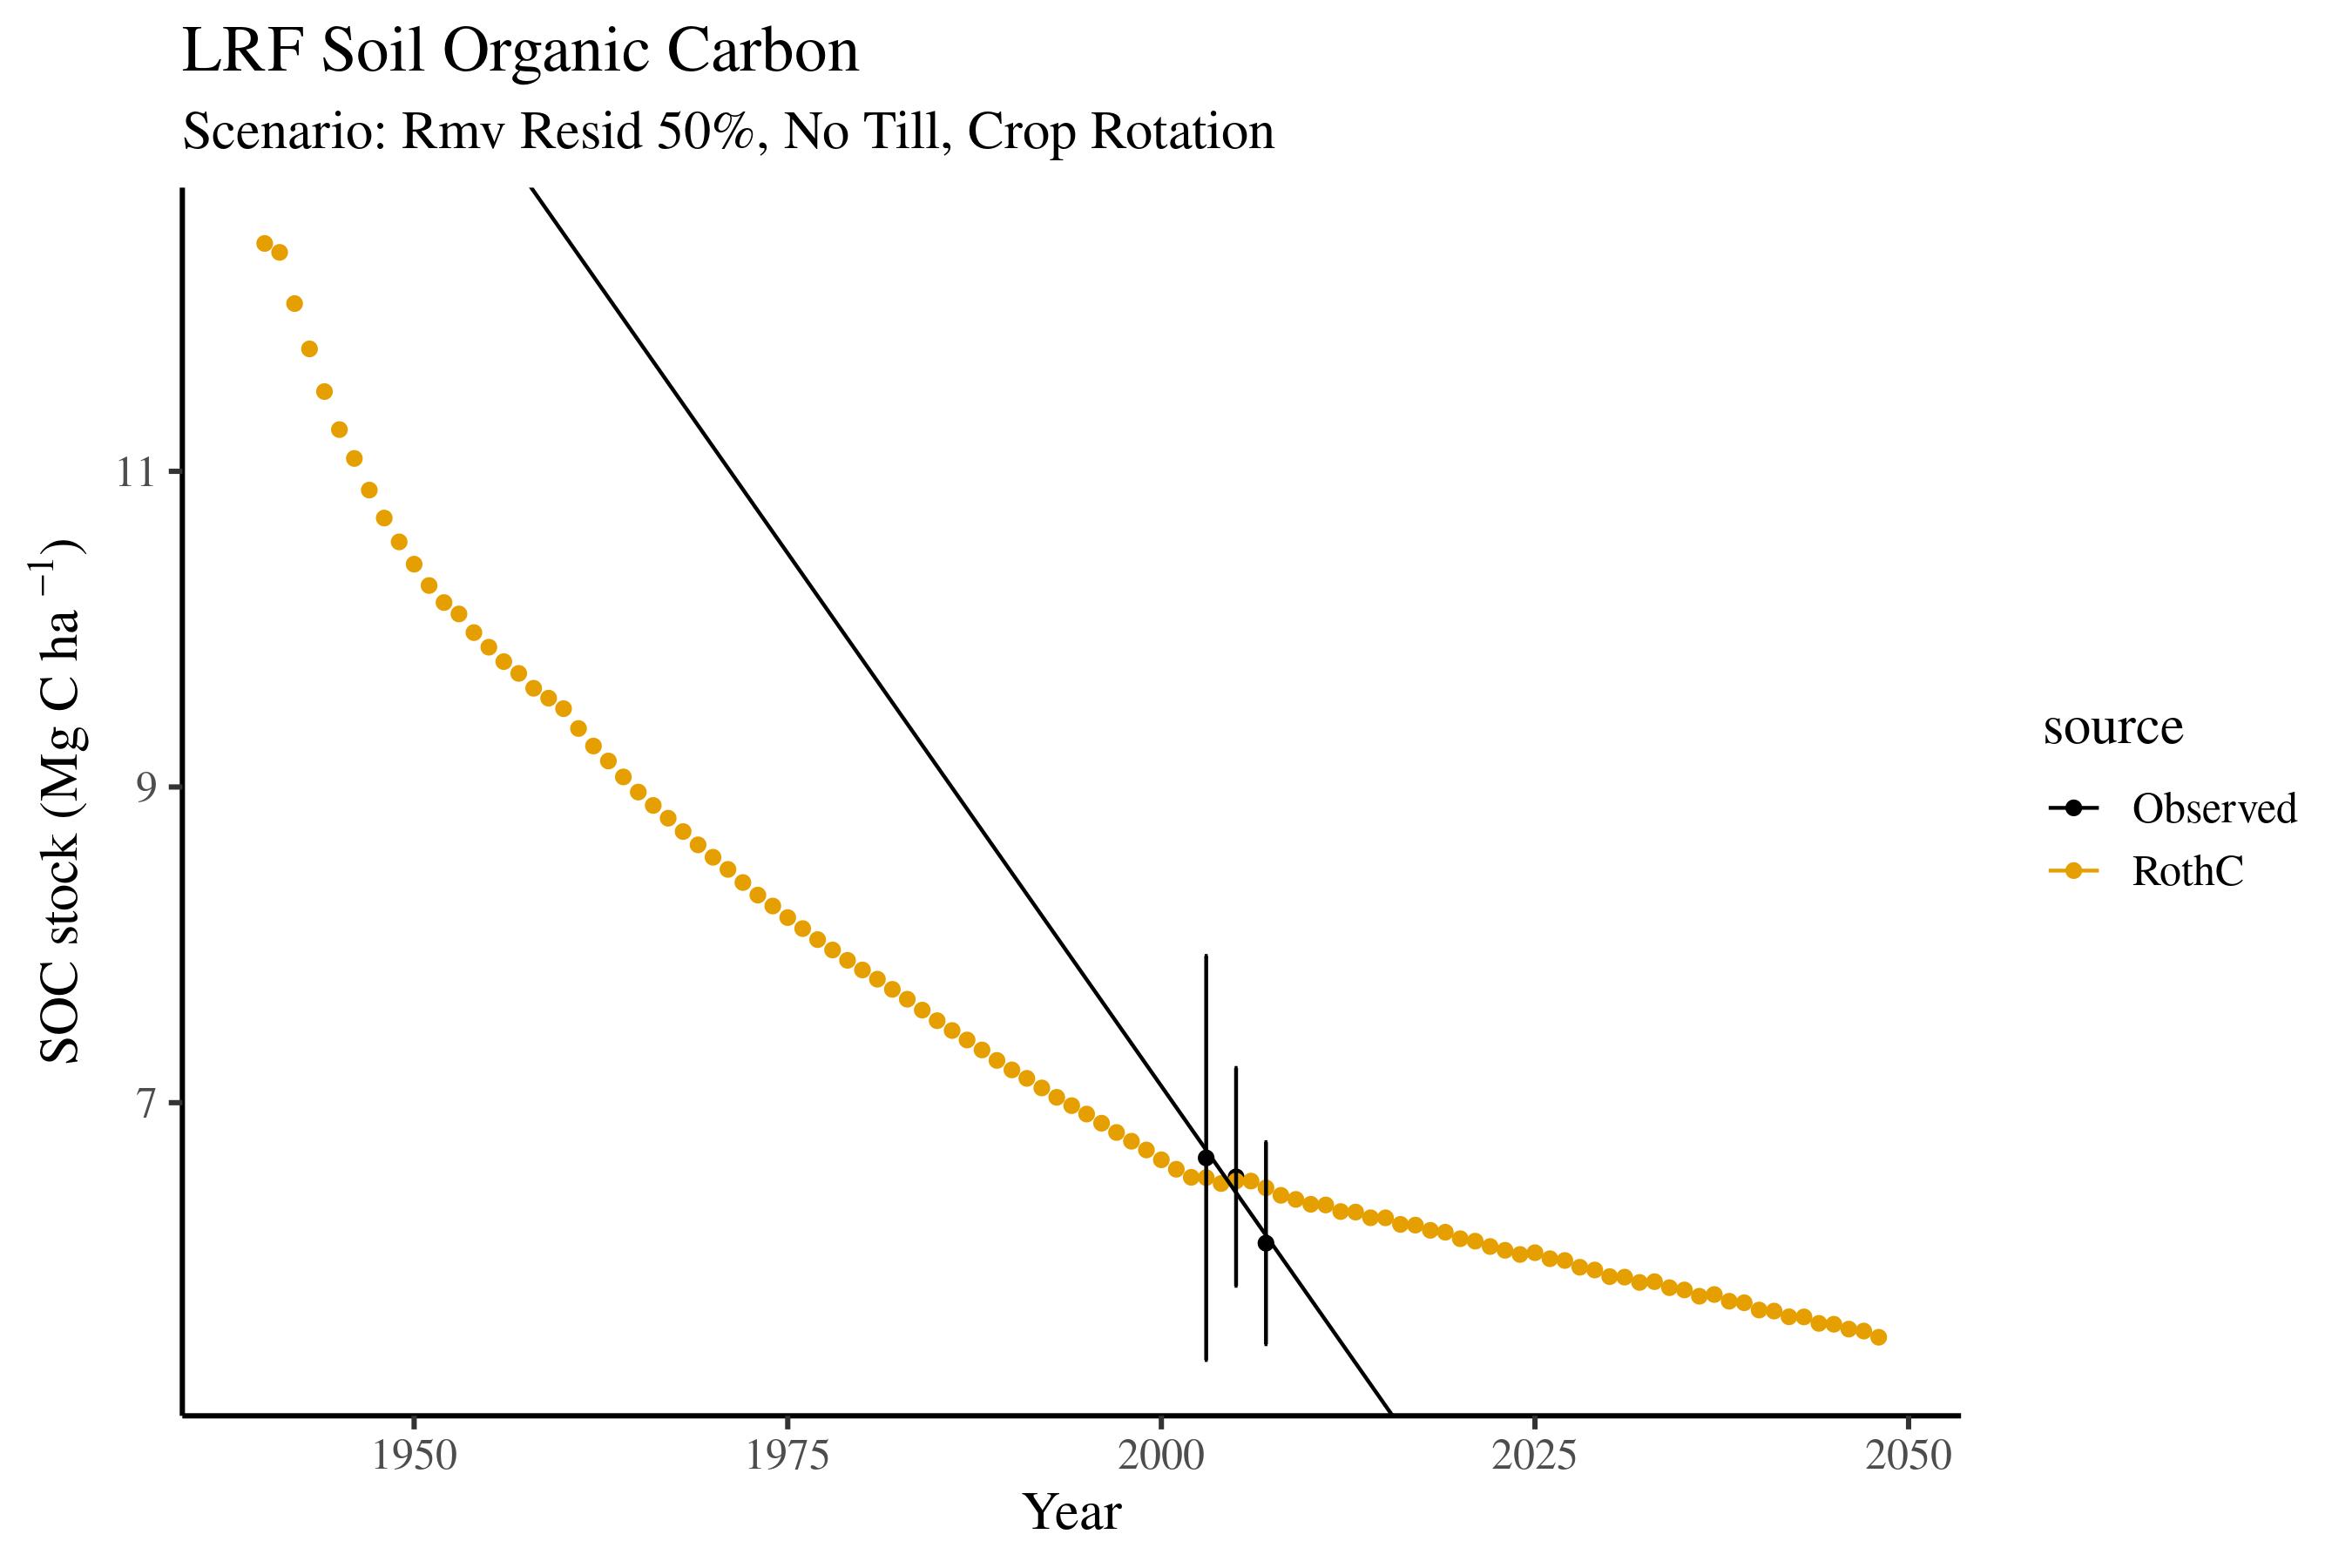 LRF Soil Organic Carbon
Scenario: Rmv Resid 50%, No Till, Crop Rotation
SOC stock (Mg C ha −1)
11
9
7
1950
1975
2000
2025
2050
Year
source
Observed
RothC